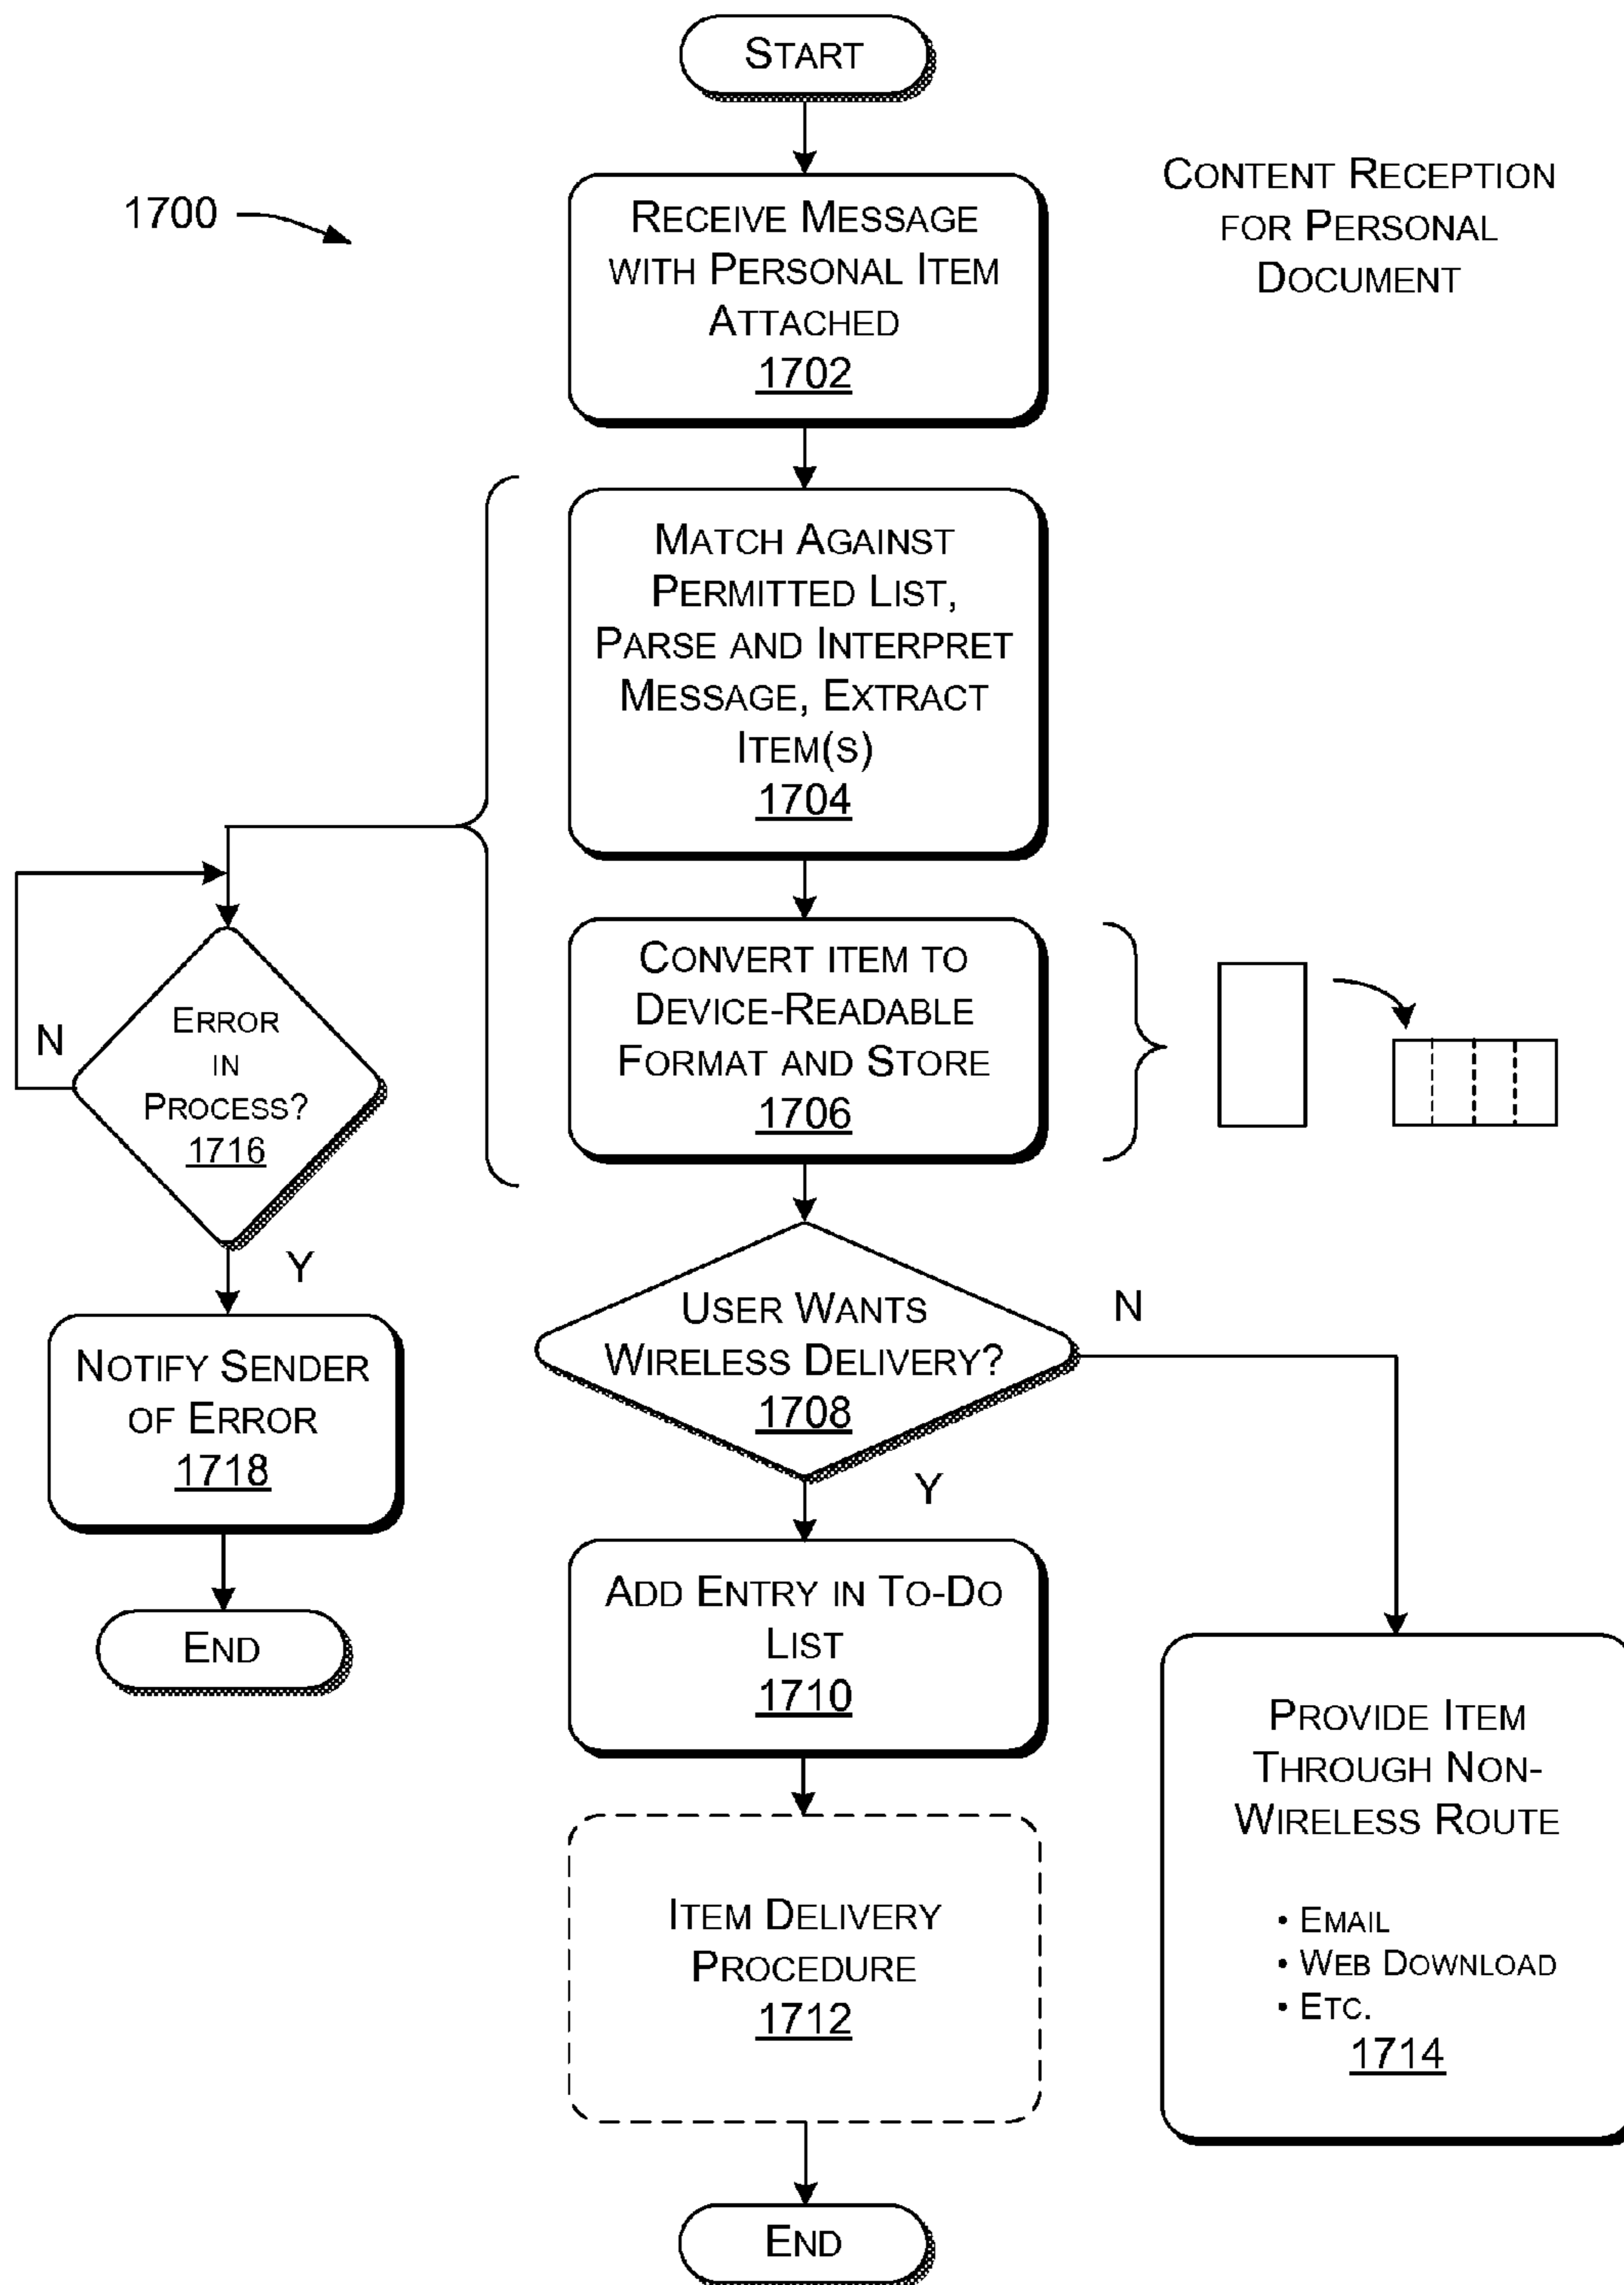 START
1700
RECEIVE MESSAGE
WITH PERSONAL ITEM
ATTACHED
1702
CONTENT RECEPTION
FOR PERSONAL
DOCUMENT
MATCH AGAINST
PERMITTED LIST,
PARSE AND INTERPRET
MESSAGE, EXTRACT
ITEM(S)
1704
CONVERT ITEM TO
DEVICE-READABLE
FORMAT AND STORE
1706
N
ERROR
IN
PROCESS?
1716
Y
NOTIFY SENDER
OF ERROR
1718
END
USER WANTS
WIRELESS DELIVERY?
1708
N
Y
ADD ENTRY IN TO-DO
LIST
1710
ITEM DELIVERY
PROCEDURE
1712
END
PROVIDE ITEM
THROUGH NON-
WIRELESS ROUTE
• EMAIL
• WEB DOWNLOAD
• ETC.
1714